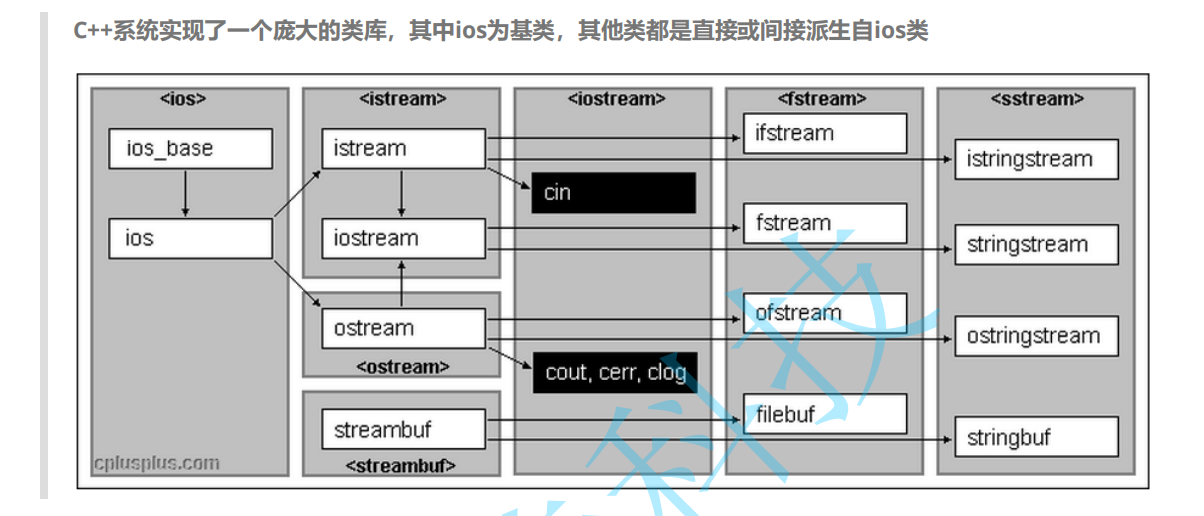 C++系统实现了一个庞大的类库，其中ios为基类，其他类都是直接或间接派生自ios类
<ios> <istream> <iostream> <fstream> <sstream>
ios_base istream ifstream istringstream
cin
ios iostream fstream stringstream
ostream ofstream ostringstream
<ostream> cout, cerr, clog
streambuf filebuf stringbuf
cplusplus.com <streambuf>
科技